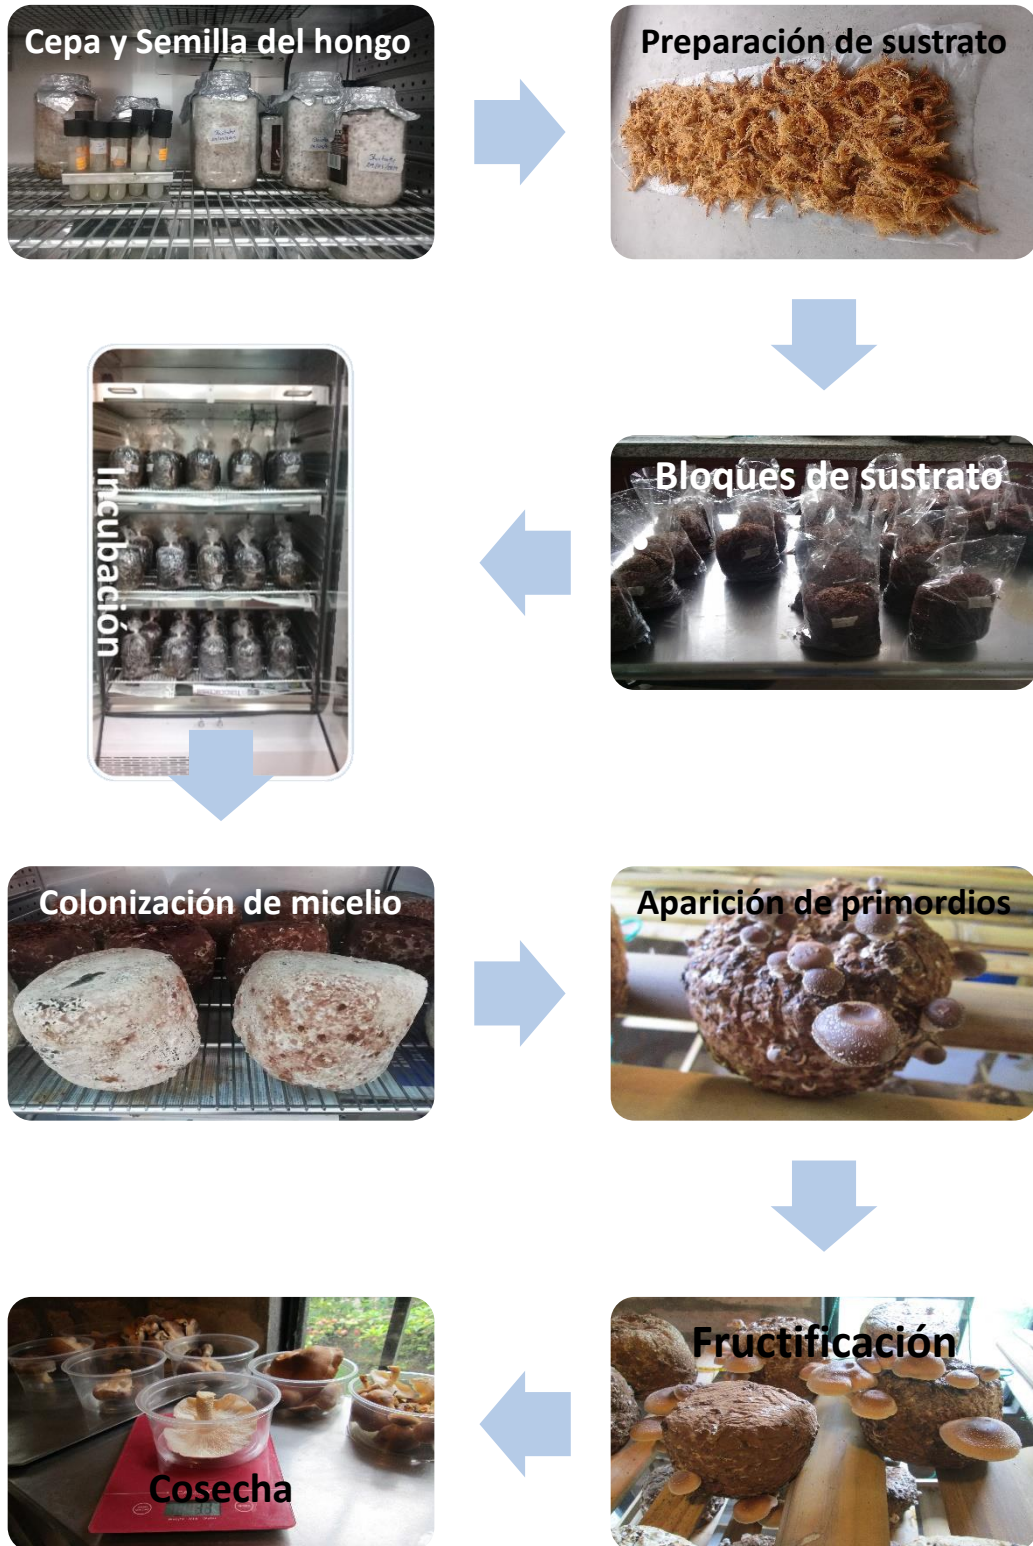 Cepa y Semilla del hongo
Preparación de sustrato
Bloques de sustrato
Incubación
Colonización de micelio
Aparición de primordios
Fructificación
Cosecha